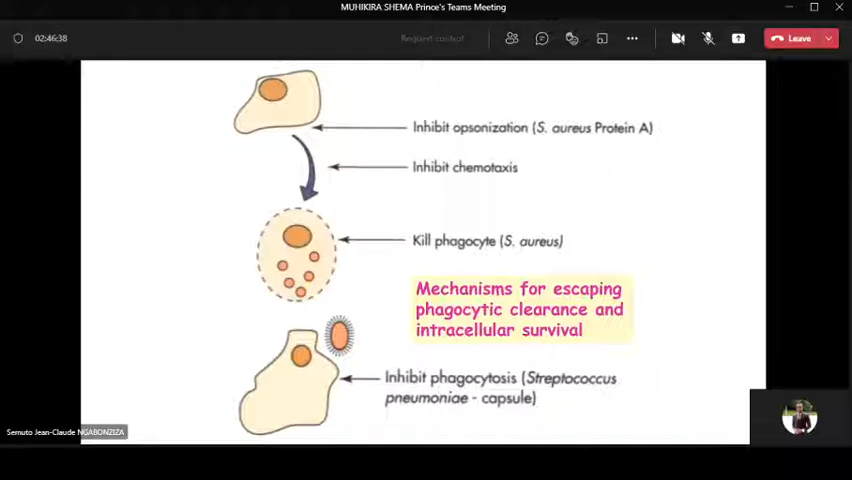 MUHIKIRA SHEMA Prince's Teams Meeting
02:46:38
Request control
Leave
Inhibit opsonization (S. aureus Protein A)
Inhibit chemotaxis
Kill phagocyte (S. aureus)
Mechanisms for escaping
phagocytic clearance and
intracellular survival
Inhibit phagocytosis (Streptococcus
pneumoniae - capsule)
Semuto Jean-Claude NGABONZIZA